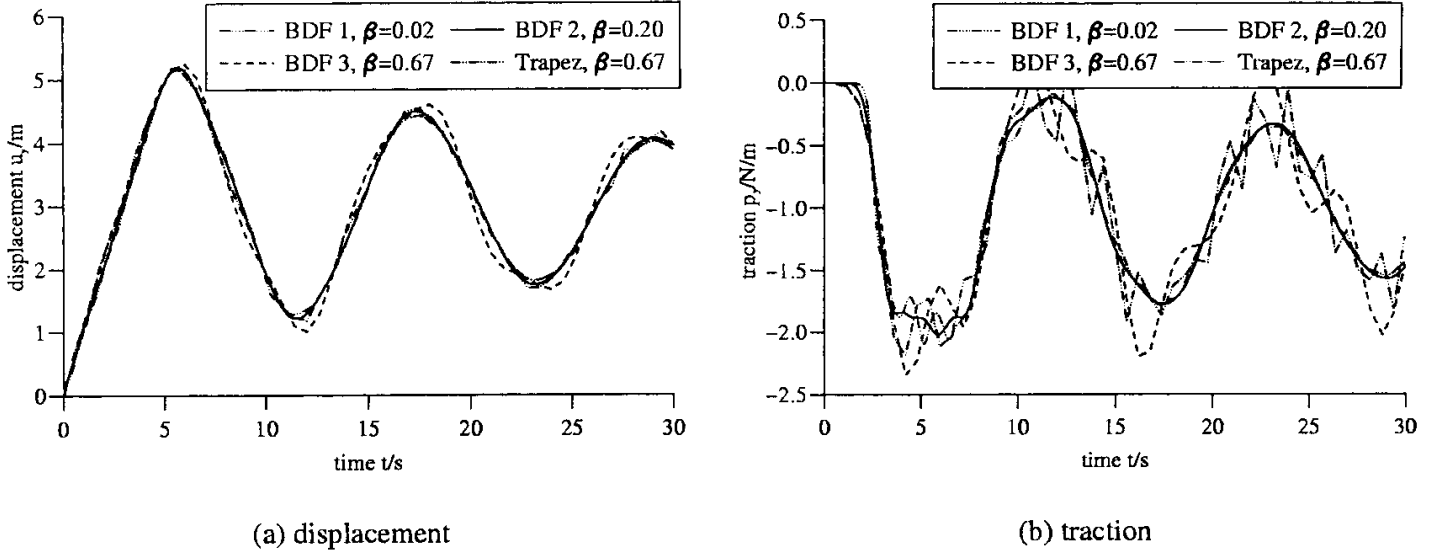 6
5
4
3
2
1
0
displacement u_y/m
BDF 1, β=0.02
BDF 2, β=0.20
BDF 3, β=0.67
Trapez, β=0.67
0 5 10 15 20 25 30
time t/s
(a) displacement
0.5
0.0
−0.5
−1.0
−1.5
−2.0
−2.5
traction p_y/N/m
BDF 1, β=0.02
BDF 2, β=0.20
BDF 3, β=0.67
Trapez, β=0.67
0 5 10 15 20 25 30
time t/s
(b) traction